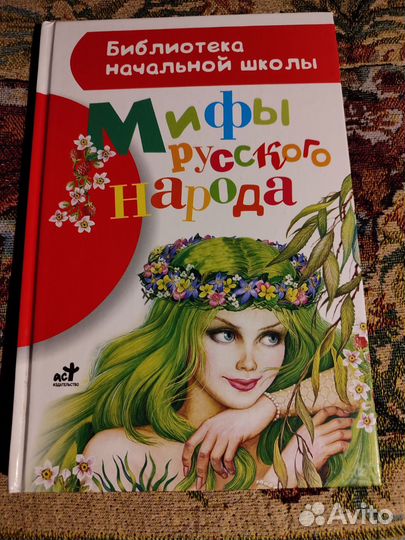 Библиотека
начальной школы
Мифы
русского
народа
АСТ
ИЗДАТЕЛЬСТВО
Avito